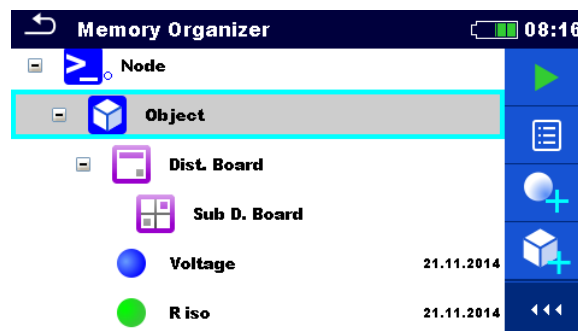 Memory Organizer 08:16
Node
Object
Dist. Board
Sub D. Board
Voltage 21.11.2014
R iso 21.11.2014